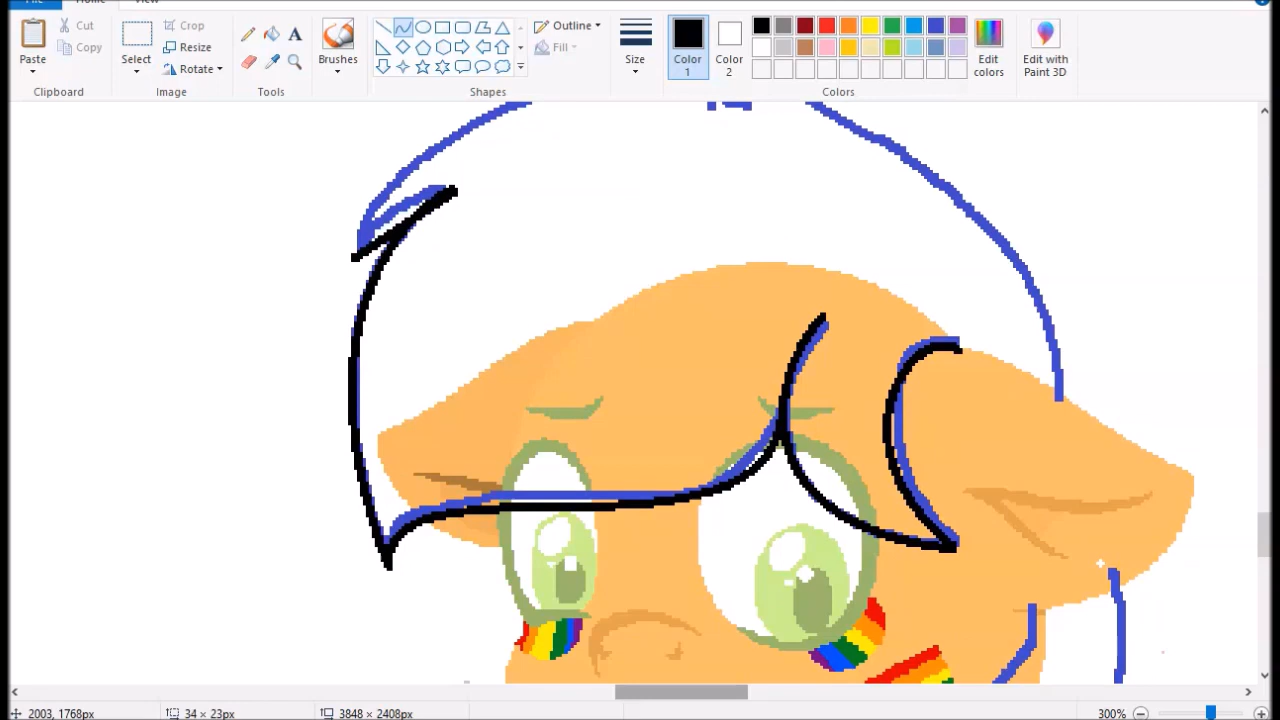 File Home View
Cut
Copy
Paste
Clipboard
Select
Crop
Resize
Rotate
Image
A
Tools
Brushes
Outline
Fill
Shapes
Size
Color
1
Color
2
Edit
colors
Colors
Edit with
Paint 3D
2003, 1768px
34 × 23px
3848 × 2408px
300%